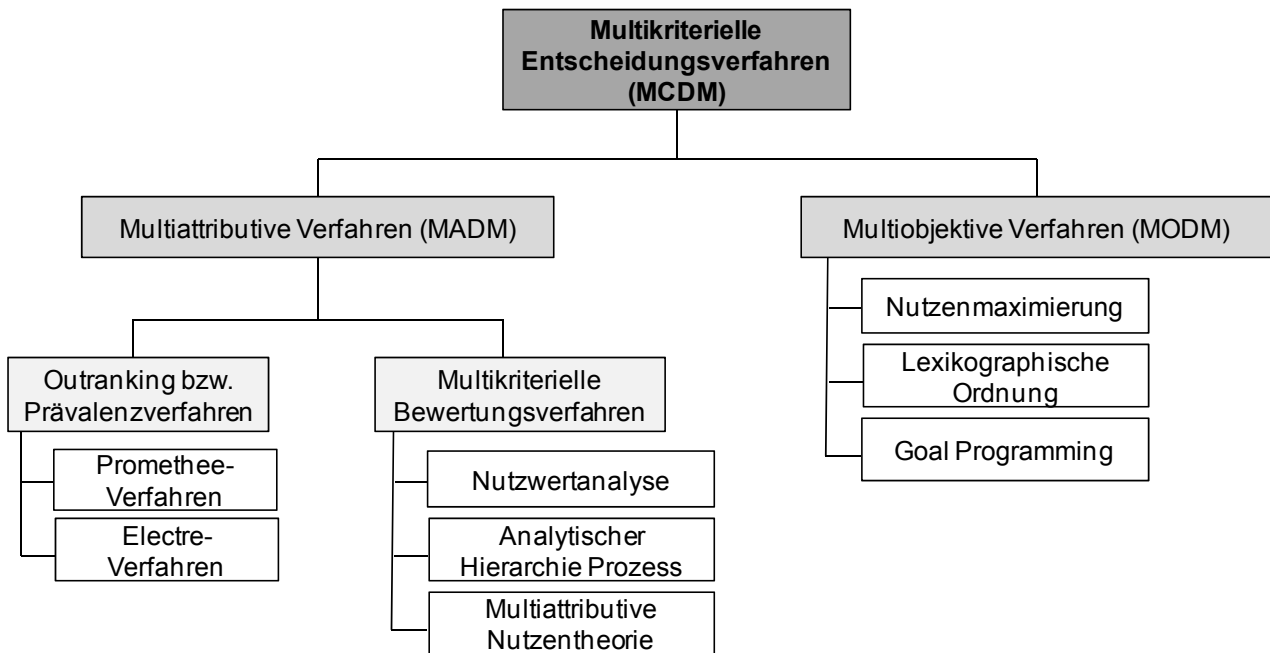 Multikriterielle
Entscheidungsverfahren
(MCDM)
Multiattributive Verfahren (MADM)
Multiobjektive Verfahren (MODM)
Outranking bzw.
Prävalenzverfahren
Promethee-
Verfahren
Electre-
Verfahren
Multikriterielle
Bewertungsverfahren
Nutzwertanalyse
Analytischer
Hierarchie Prozess
Multiattributive
Nutzentheorie
Nutzenmaximierung
Lexikographische
Ordnung
Goal Programming